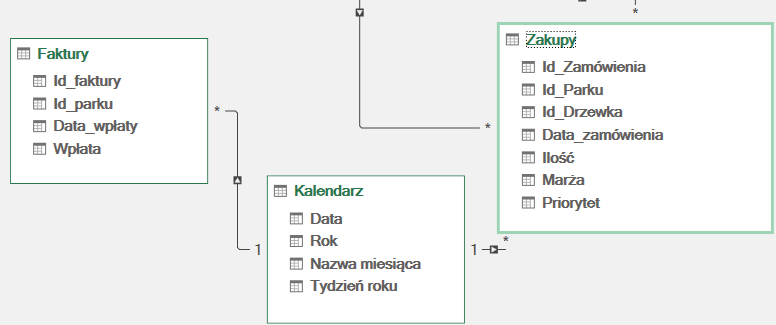 Faktury
Id_faktury
Id_parku
Data_wpłaty
Wpłata
*
1
Kalendarz
Data
Rok
Nazwa miesiąca
Tydzień roku
1
*
*
*
Zakupy
Id_Zamówienia
Id_Parku
Id_Drzewka
Data_zamówienia
Ilość
Marża
Priorytet